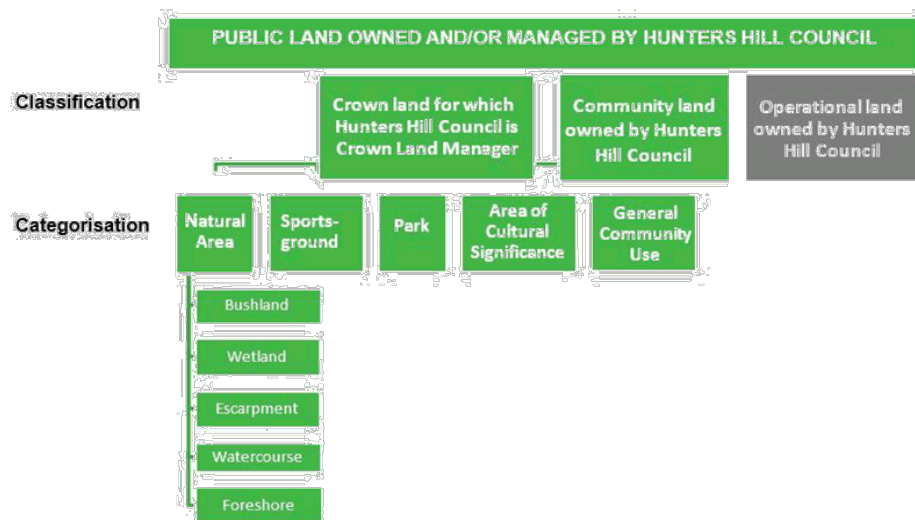 PUBLIC LAND OWNED AND/OR MANAGED BY HUNTERS HILL COUNCIL
Classification
Crown land for which
Hunters Hill Council is
Crown Land Manager
Community land
owned by Hunters
Hill Council
Operational land
owned by Hunters
Hill Council
Categorisation
Natural
Area
Sports-
ground
Park
Area of
Cultural
Significance
General
Community
Use
Bushland
Wetland
Escarpment
Watercourse
Foreshore